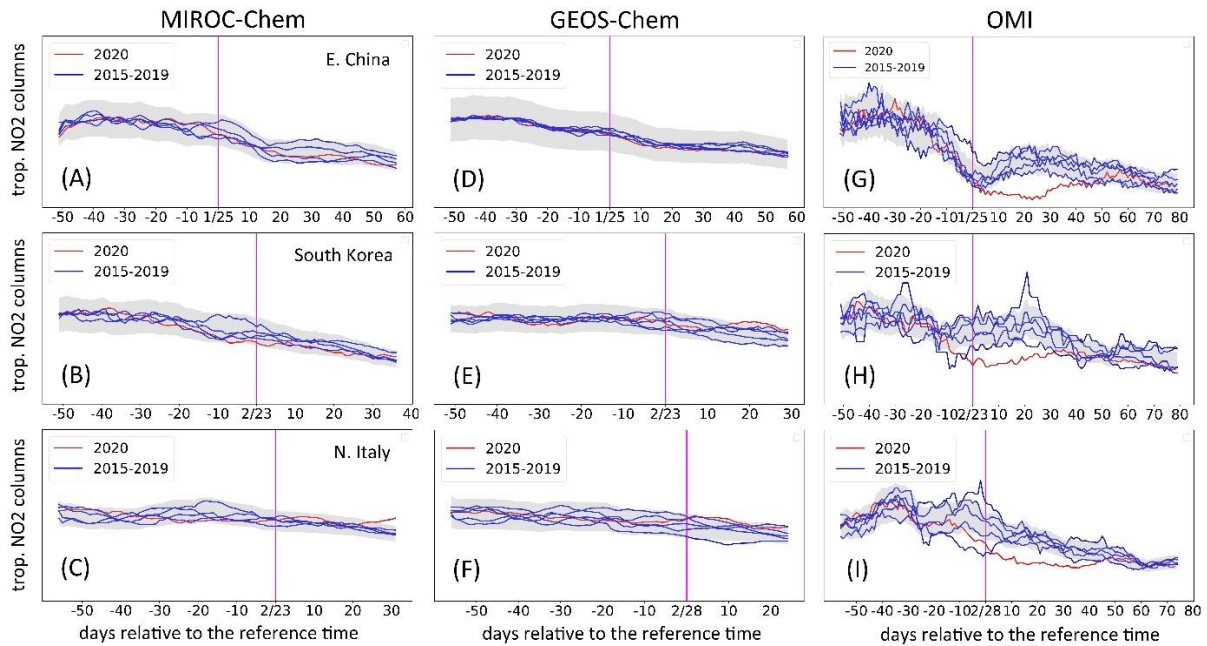 MIROC-Chem GEOS-Chem OMI
trop. NO2 columns
2020
2015-2019
E. China
(A)
-50 -40 -30 -20 -10 1/25 10 20 30 40 50 60
2020
2015-2019
(D)
-50 -40 -30 -20 -10 1/25 10 20 30 40 50 60
2020
2015-2019
(G)
-50 -40 -30 -20 -10 1/25 10 20 30 40 50 60 70 80
trop. NO2 columns
2020
2015-2019
South Korea
(B)
-50 -40 -30 -20 -10 2/23 10 20 30 40
2020
2015-2019
(E)
-50 -40 -30 -20 -10 2/23 10 20 30
2020
2015-2019
(H)
-50 -40 -30 -20 -10 2/23 10 20 30 40 50 60 70 80
trop. NO2 columns
2020
2015-2019
N. Italy
(C)
-50 -40 -30 -20 -10 2/23 10 20 30
days relative to the reference time
2020
2015-2019
(F)
-50 -40 -30 -20 -10 2/28 10 20
days relative to the reference time
2020
2015-2019
(I)
-50 -40 -30 -20 -10 2/28 10 20 30 40 50 60 70 80
days relative to the reference time